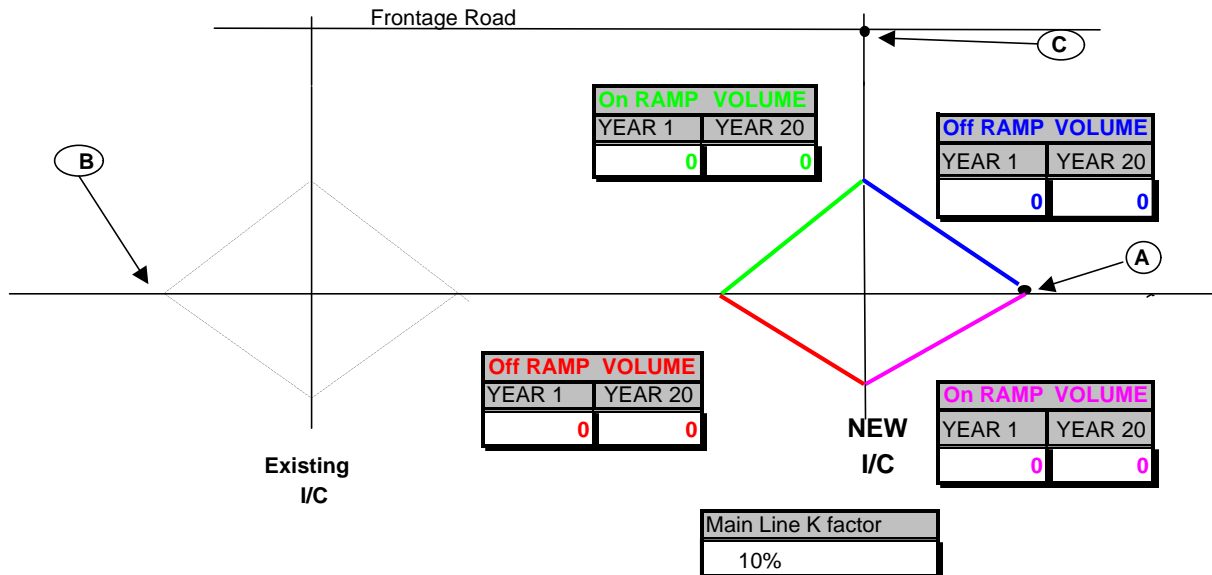 Frontage Road
C
On RAMP VOLUME
YEAR 1 YEAR 20
0 0
Off RAMP VOLUME
YEAR 1 YEAR 20
0 0
B
A
Off RAMP VOLUME
YEAR 1 YEAR 20
0 0
On RAMP VOLUME
YEAR 1 YEAR 20
0 0
NEW
I/C
Existing
I/C
Main Line K factor
10%